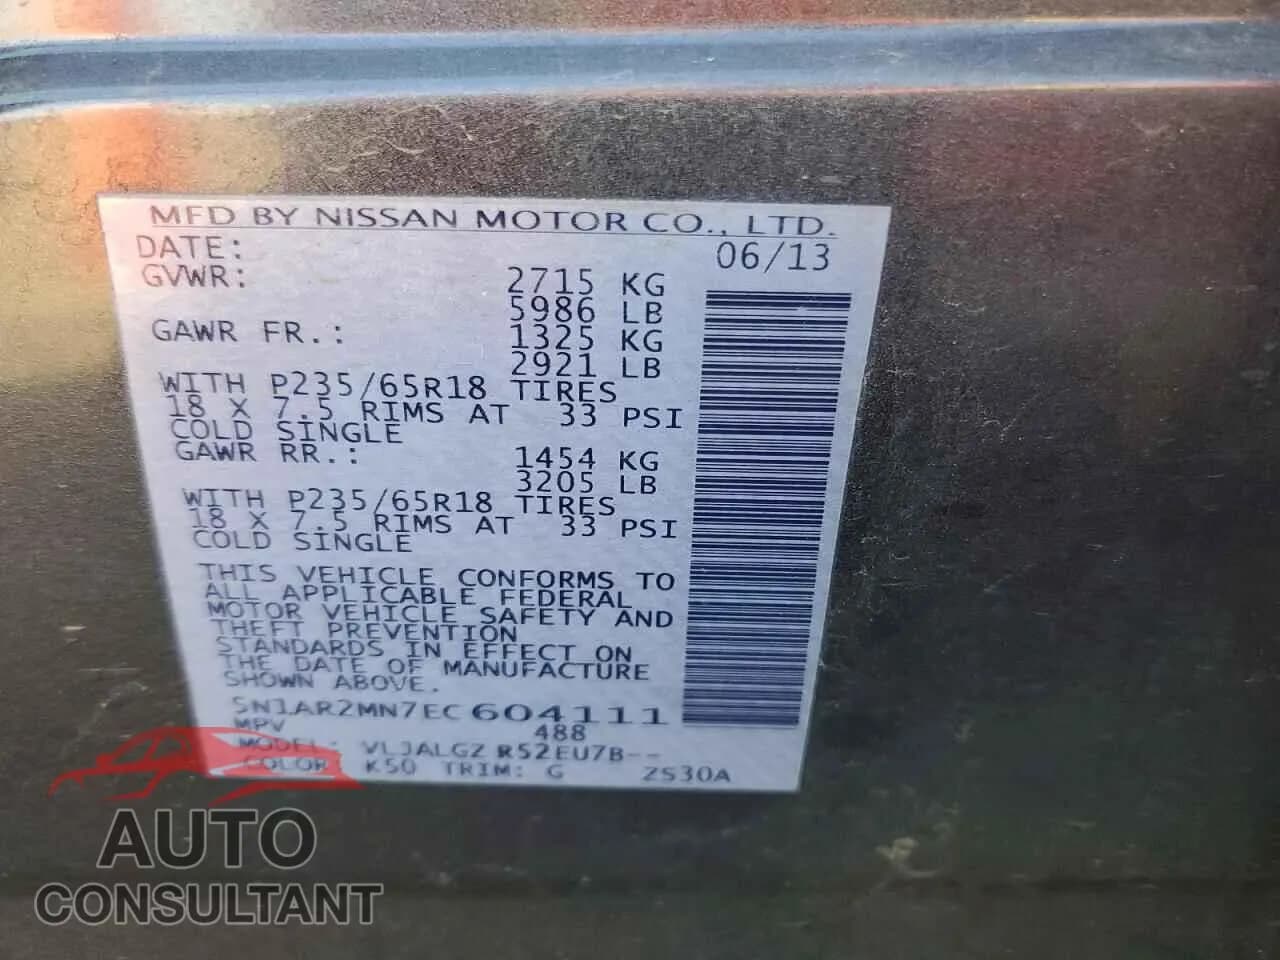 MFD BY NISSAN MOTOR CO., LTD.
DATE: 06/13
GVWR: 2715 KG
5986 LB
GAWR FR.: 1325 KG
2921 LB
WITH P235/65R18 TIRES
18 X 7.5 RIMS AT 33 PSI
COLD SINGLE
GAWR RR.: 1454 KG
3205 LB
WITH P235/65R18 TIRES
18 X 7.5 RIMS AT 33 PSI
COLD SINGLE
THIS VEHICLE CONFORMS TO
ALL APPLICABLE FEDERAL
MOTOR VEHICLE SAFETY AND
THEFT PREVENTION
STANDARDS IN EFFECT ON
THE DATE OF MANUFACTURE
SHOWN ABOVE.
5N1AR2MN7EC604111
MPV 488
MODEL: VLJALGZ R52EU7B--
COLOR: K50 TRIM: G ZS30A
AUTO
CONSULTANT